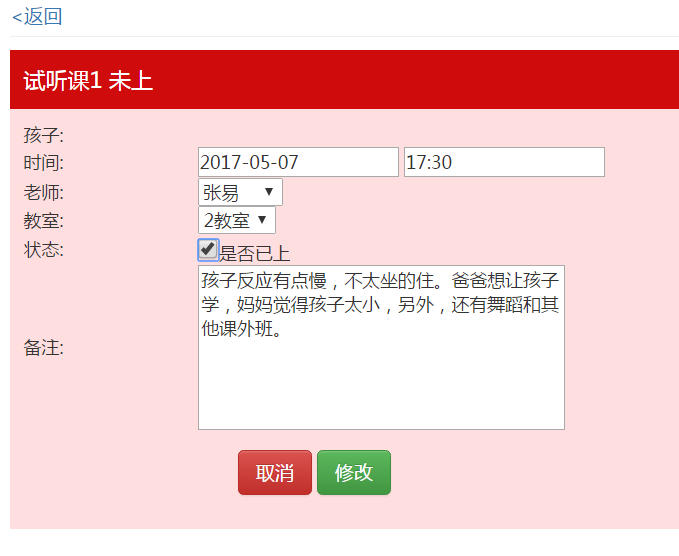 <返回
试听课1 未上
孩子:
时间: 2017-05-07 17:30
老师: 张易
教室: 2教室
状态: 是否已上
备注:
孩子反应有点慢，不太坐的住。爸爸想让孩子
学，妈妈觉得孩子太小，另外，还有舞蹈和其
他课外班。
取消 修改